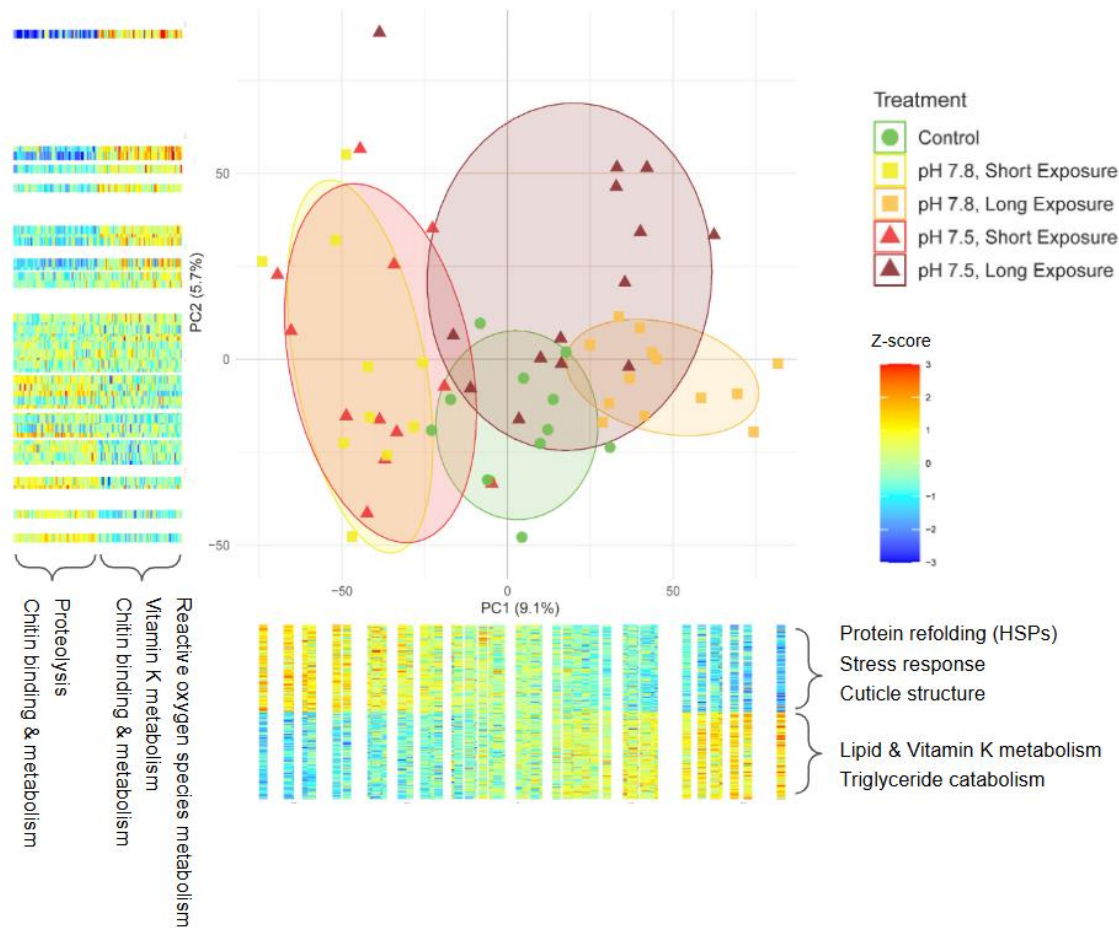 PC2 (5.7%)
50
0
−50
−50
0
50
PC1 (9.1%)
Treatment
Control
pH 7.8, Short Exposure
pH 7.8, Long Exposure
pH 7.5, Short Exposure
pH 7.5, Long Exposure
Z-score
3
2
1
0
−1
−2
−3
Reactive oxygen species metabolism
Vitamin K metabolism
Chitin binding & metabolism
Proteolysis
Chitin binding & metabolism
Protein refolding (HSPs)
Stress response
Cuticle structure
Lipid & Vitamin K metabolism
Triglyceride catabolism